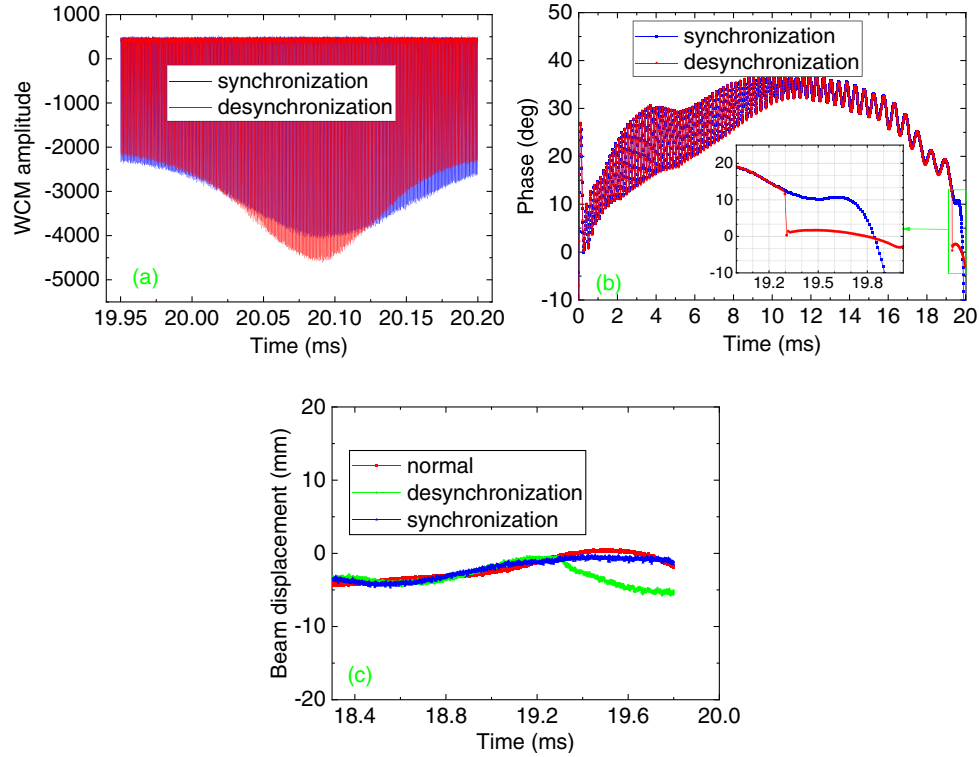 1000
0
-1000
-2000
-3000
-4000
-5000
WCM amplitude
synchronization
desynchronization
(a)
19.95 20.00 20.05 20.10 20.15 20.20
Time (ms)
50
40
30
20
10
0
-10
Phase (deg)
synchronization
desynchronization
20
10
0
-10
19.2 19.5 19.8
(b)
0 2 4 6 8 10 12 14 16 18 20
Time (ms)
20
10
0
-10
-20
Beam displacement (mm)
normal
desynchronization
synchronization
(c)
18.4 18.8 19.2 19.6 20.0
Time (ms)